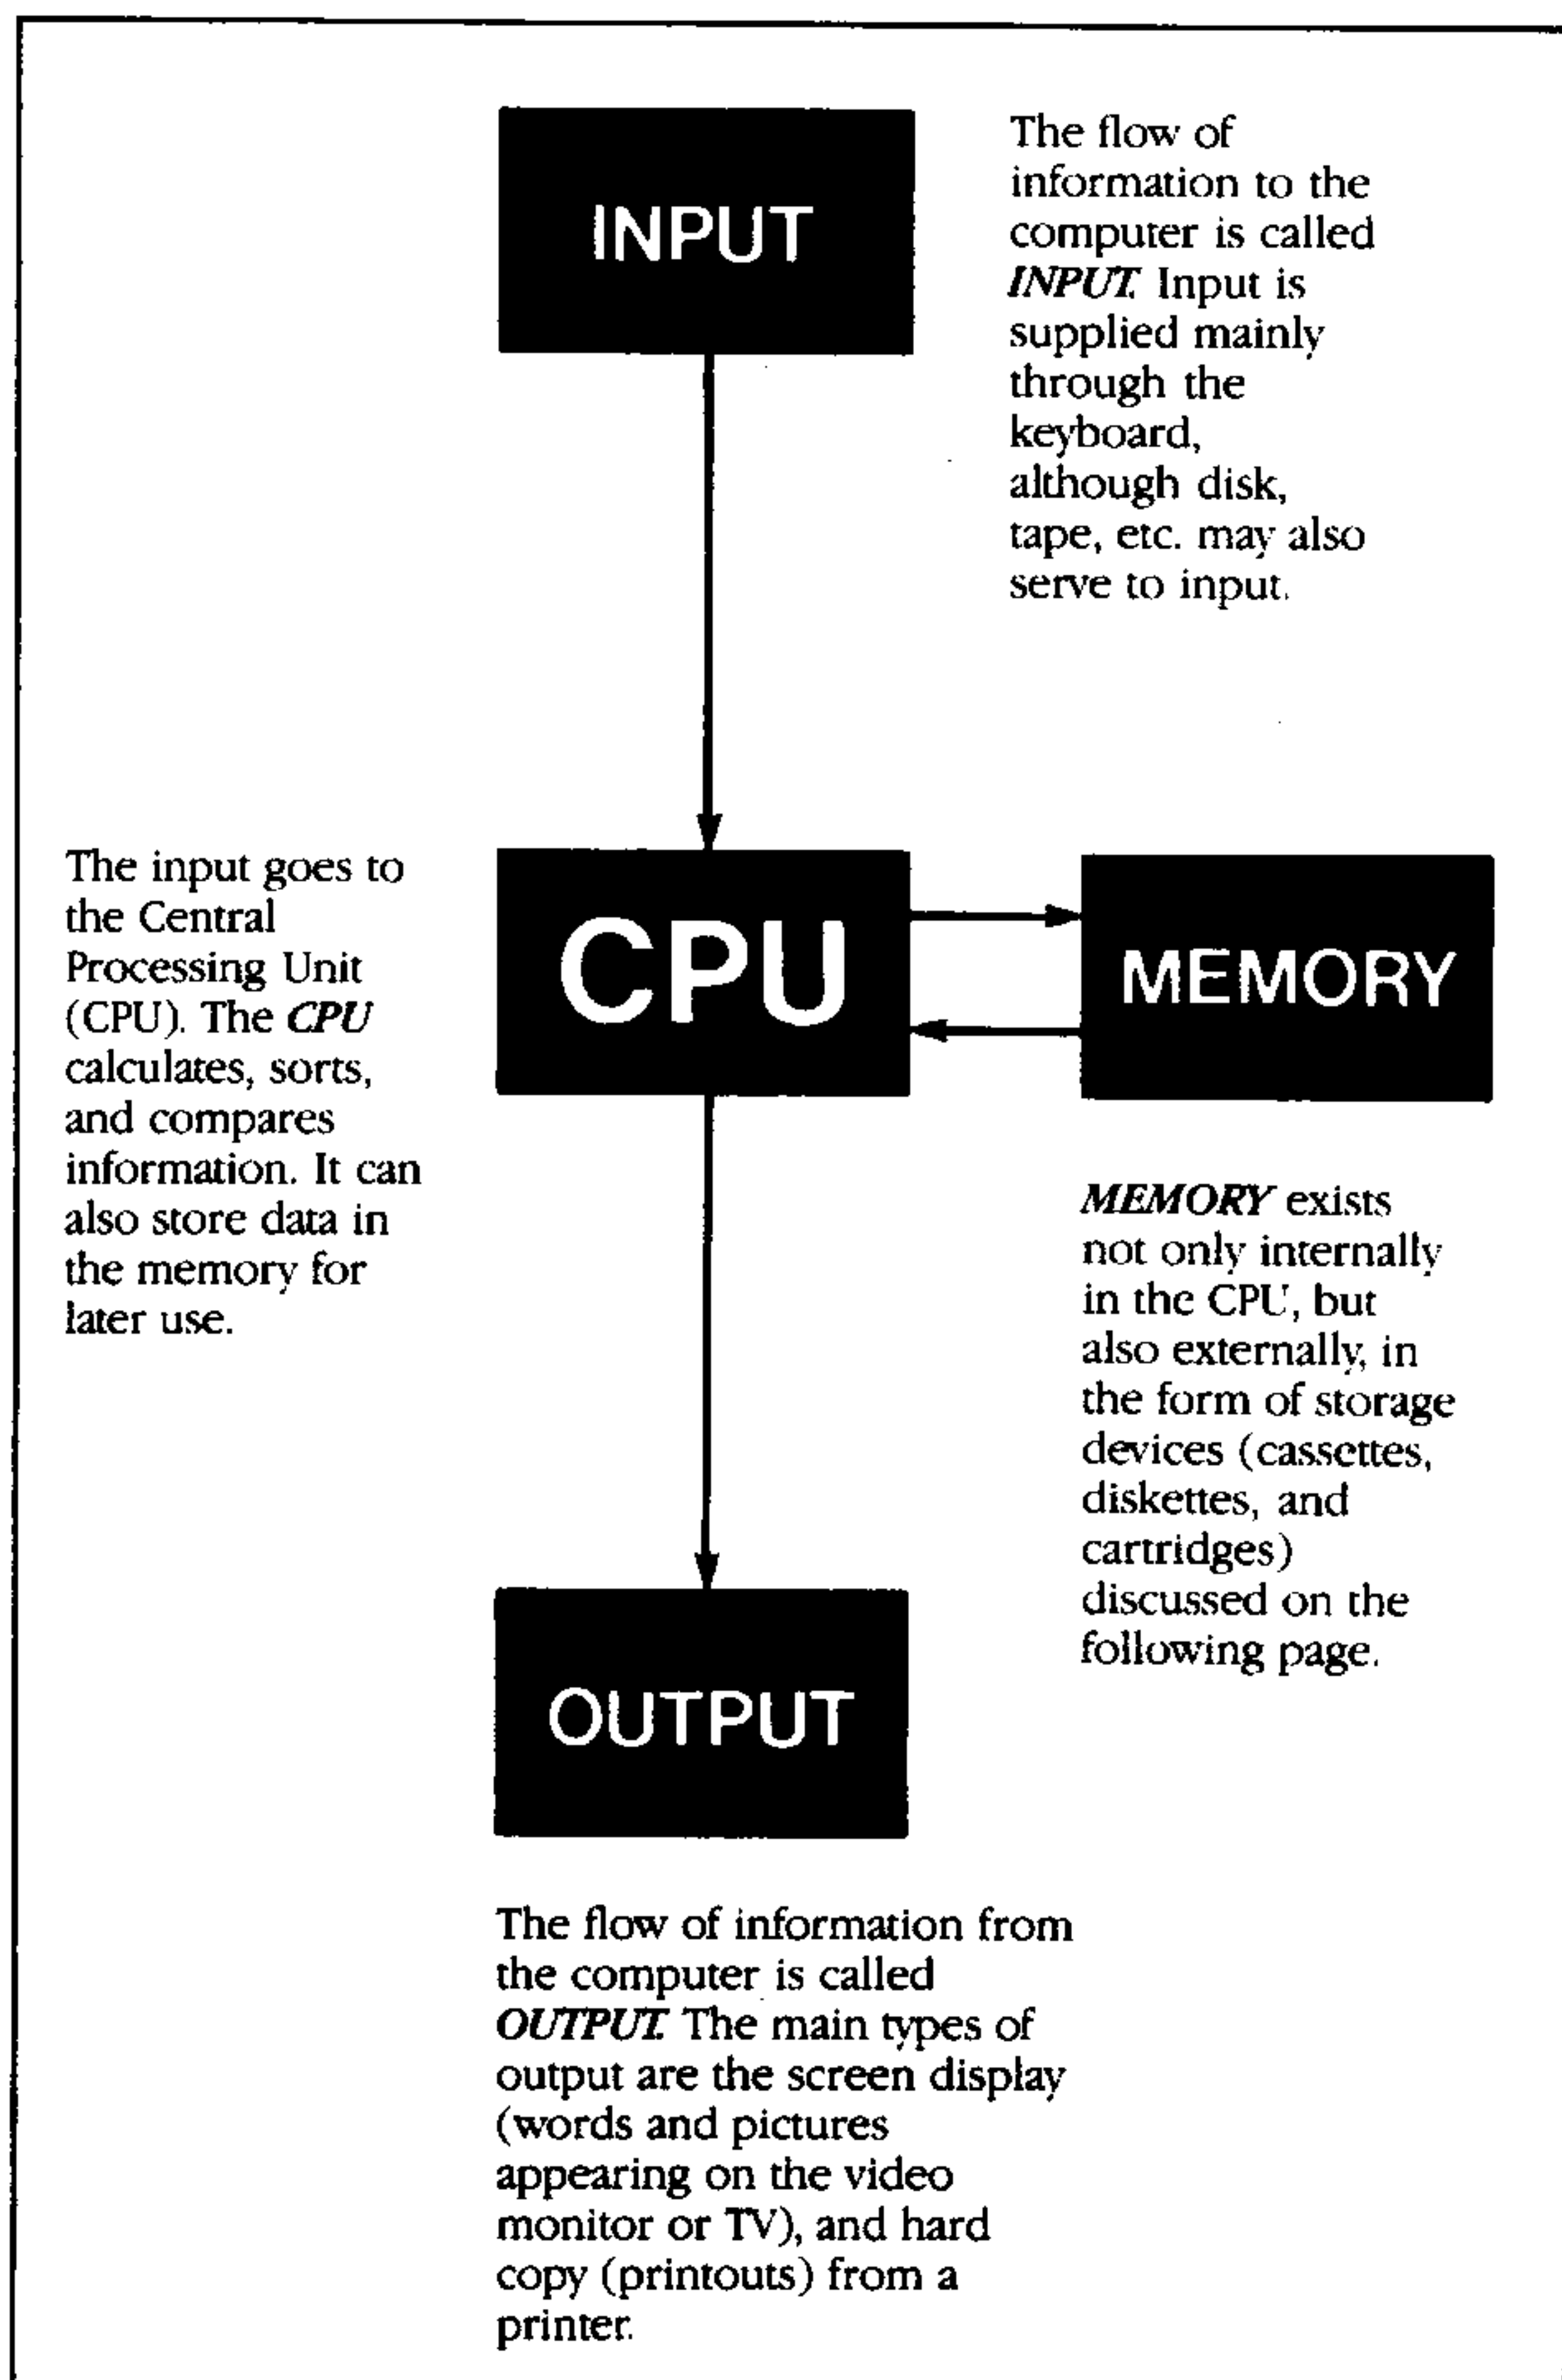 INPUT
The flow of
information to the
computer is called
INPUT. Input is
supplied mainly
through the
keyboard,
although disk,
tape, etc. may also
serve to input.
The input goes to
the Central
Processing Unit
(CPU). The CPU
calculates, sorts,
and compares
information. It can
also store data in
the memory for
later use.
CPU
MEMORY
MEMORY exists
not only internally
in the CPU, but
also externally, in
the form of storage
devices (cassettes,
diskettes, and
cartridges)
discussed on the
following page.
OUTPUT
The flow of information from
the computer is called
OUTPUT. The main types of
output are the screen display
(words and pictures
appearing on the video
monitor or TV), and hard
copy (printouts) from a
printer.